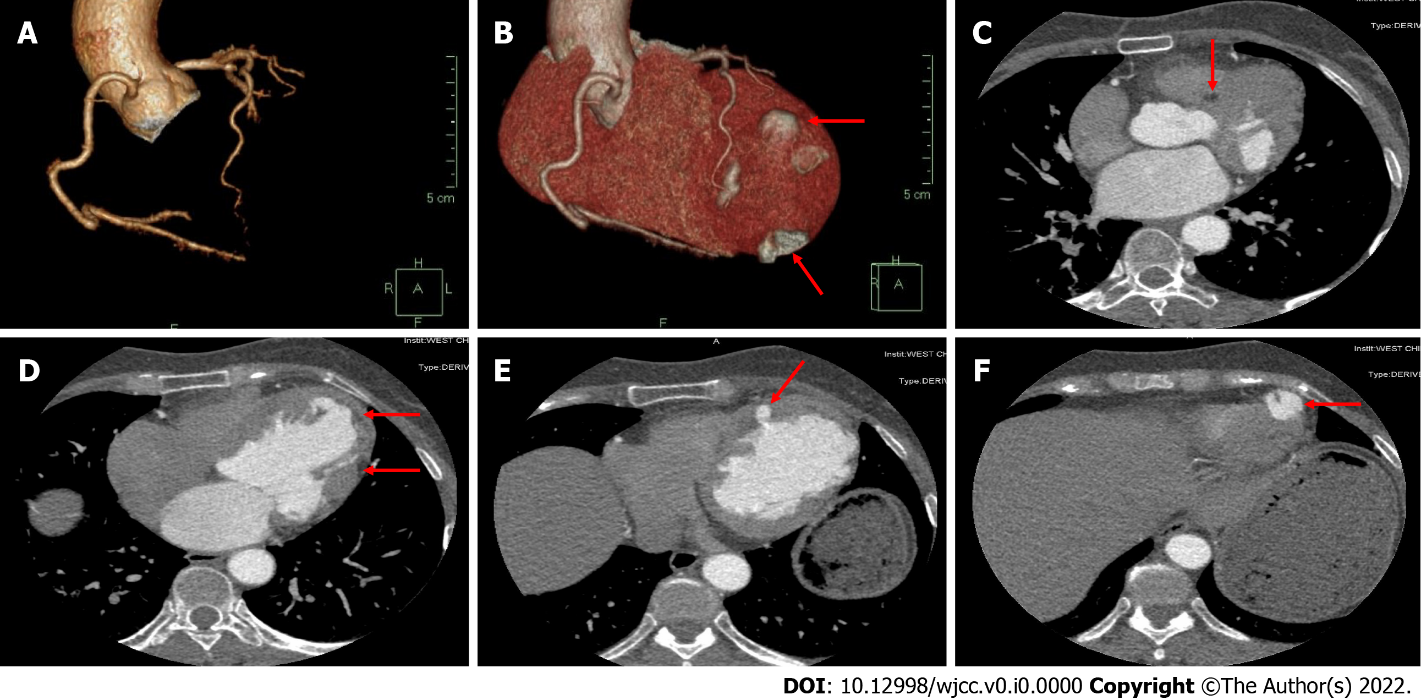 A
5 cm
H
R A L
F
F
B
5 cm
H
R A
F
C
Type:DERIV
D
Instit:WEST CHI
Type:DERIVE
E
A
Instit:WEST CH
Type:DERIV
F
Instit:WEST CHI
Type:DERIV
DOI: 10.12998/wjcc.v0.i0.0000 Copyright ©The Author(s) 2022.